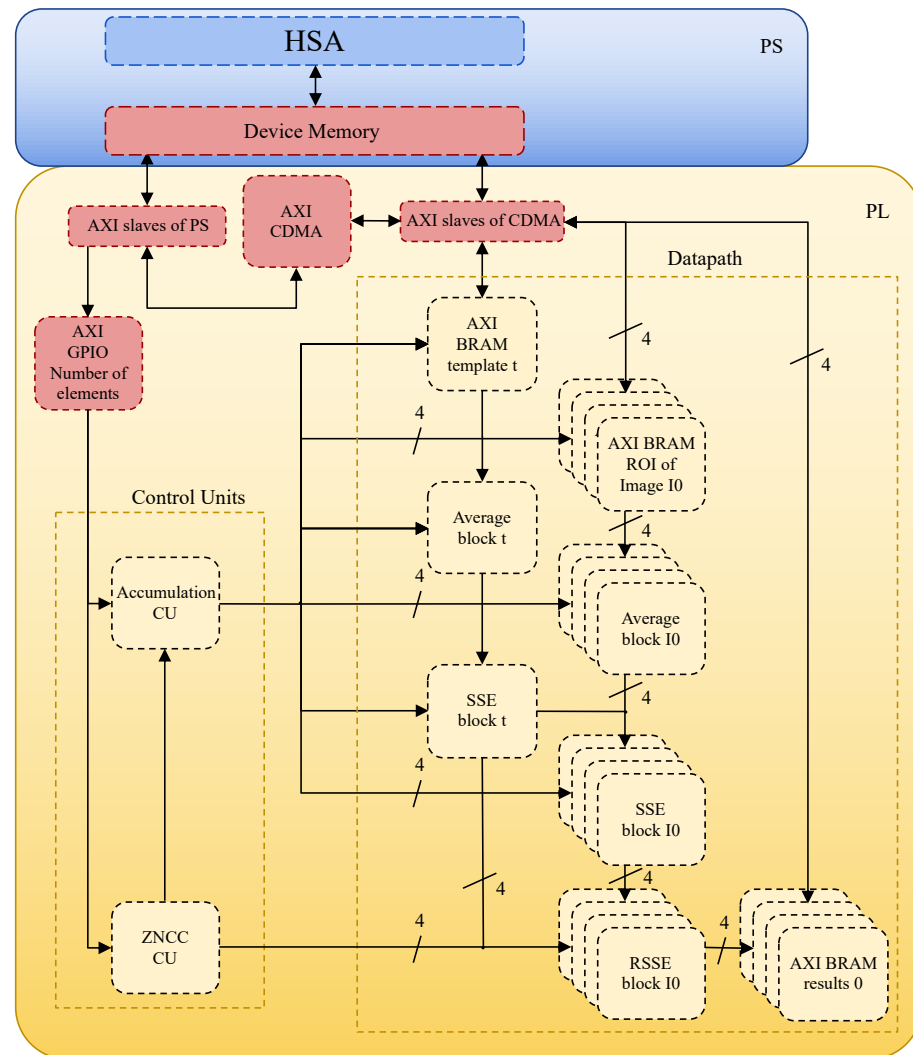 HSA
PS
Device Memory
PL
AXI slaves of PS
AXI
CDMA
AXI slaves of CDMA
Datapath
AXI
GPIO
Number of
elements
AXI
BRAM
template t
4
4
4
AXI BRAM
ROI of
Image I0
Control Units
Average
block t
4
4
Accumulation
CU
Average
block I0
SSE
block t
4
4
SSE
block I0
4
4
ZNCC
CU
4
RSSE
block I0
4
AXI BRAM
results 0